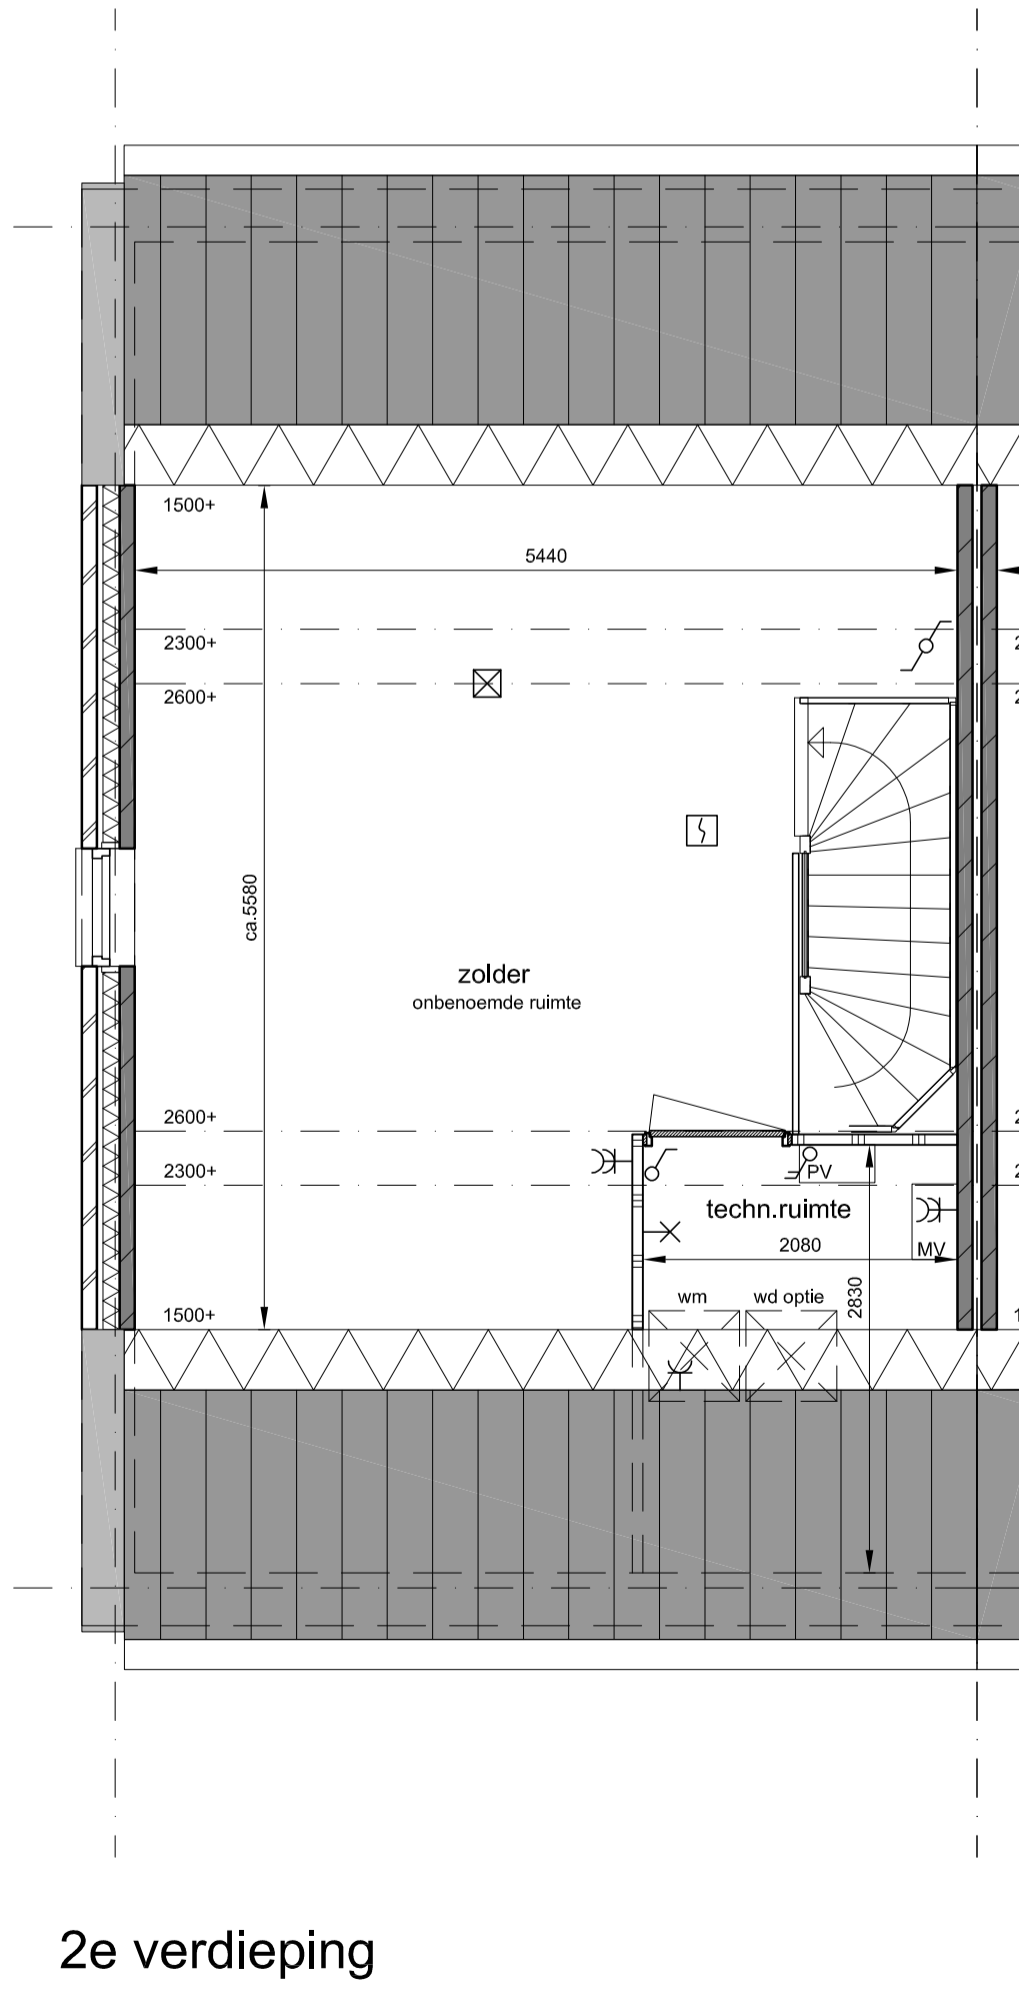 1500+
5440
2300+
2600+
ca.5580
zolder
onbenoemde ruimte
2600+
2300+
PV
techn.ruimte
2080
MV
2830
wm
wd optie
1500+
2e verdieping